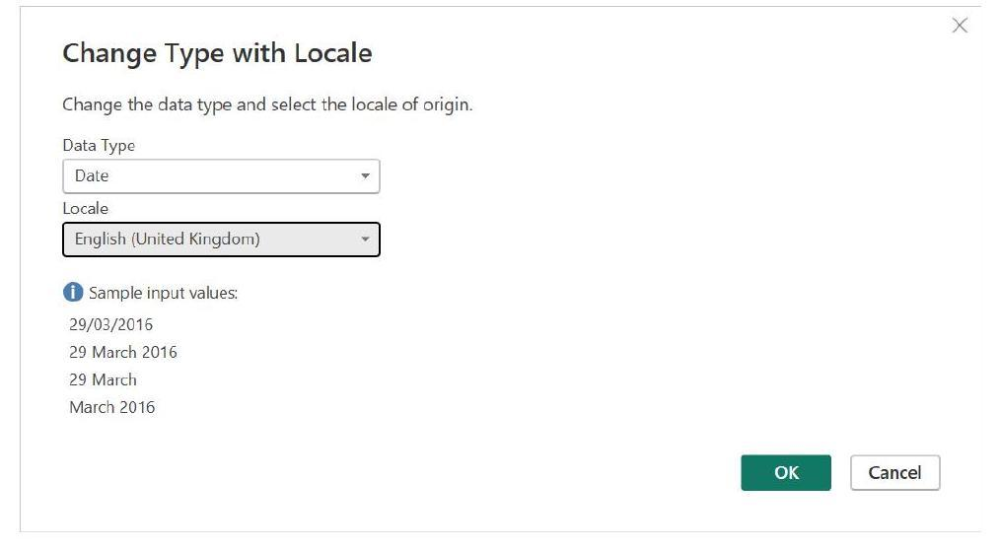 Change Type with Locale
Change the data type and select the locale of origin.
Data Type
Date
Locale
English (United Kingdom)
Sample input values:
29/03/2016
29 March 2016
29 March
March 2016
OK
Cancel